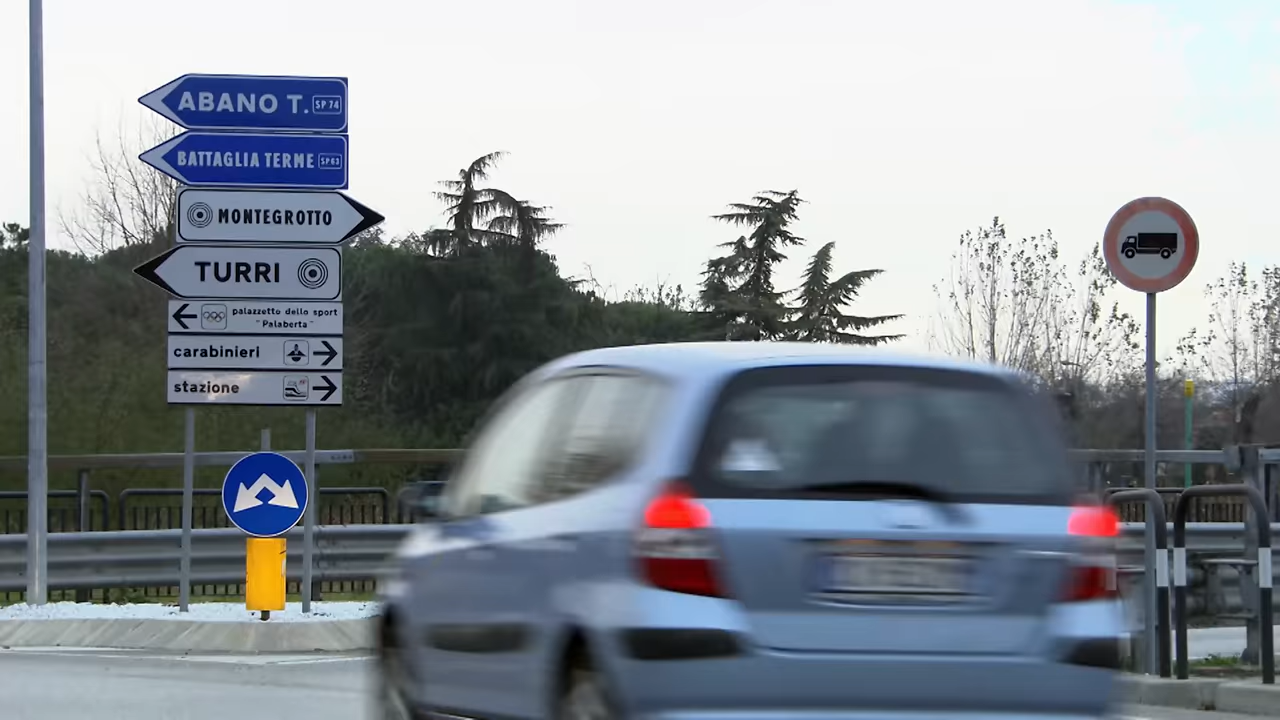 ABANO T. SP 74
BATTAGLIA TERME SP 63
MONTEGROTTO
TURRI
palazzetto dello sport
"Palaberta"
carabinieri
stazione